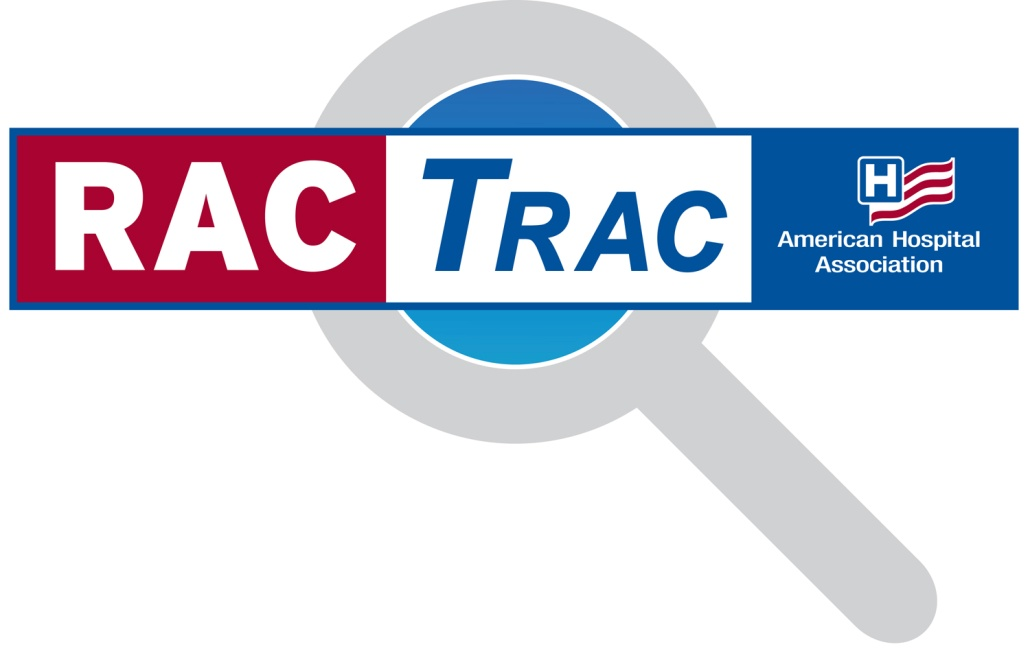 RAC TRAC
H
American Hospital
Association